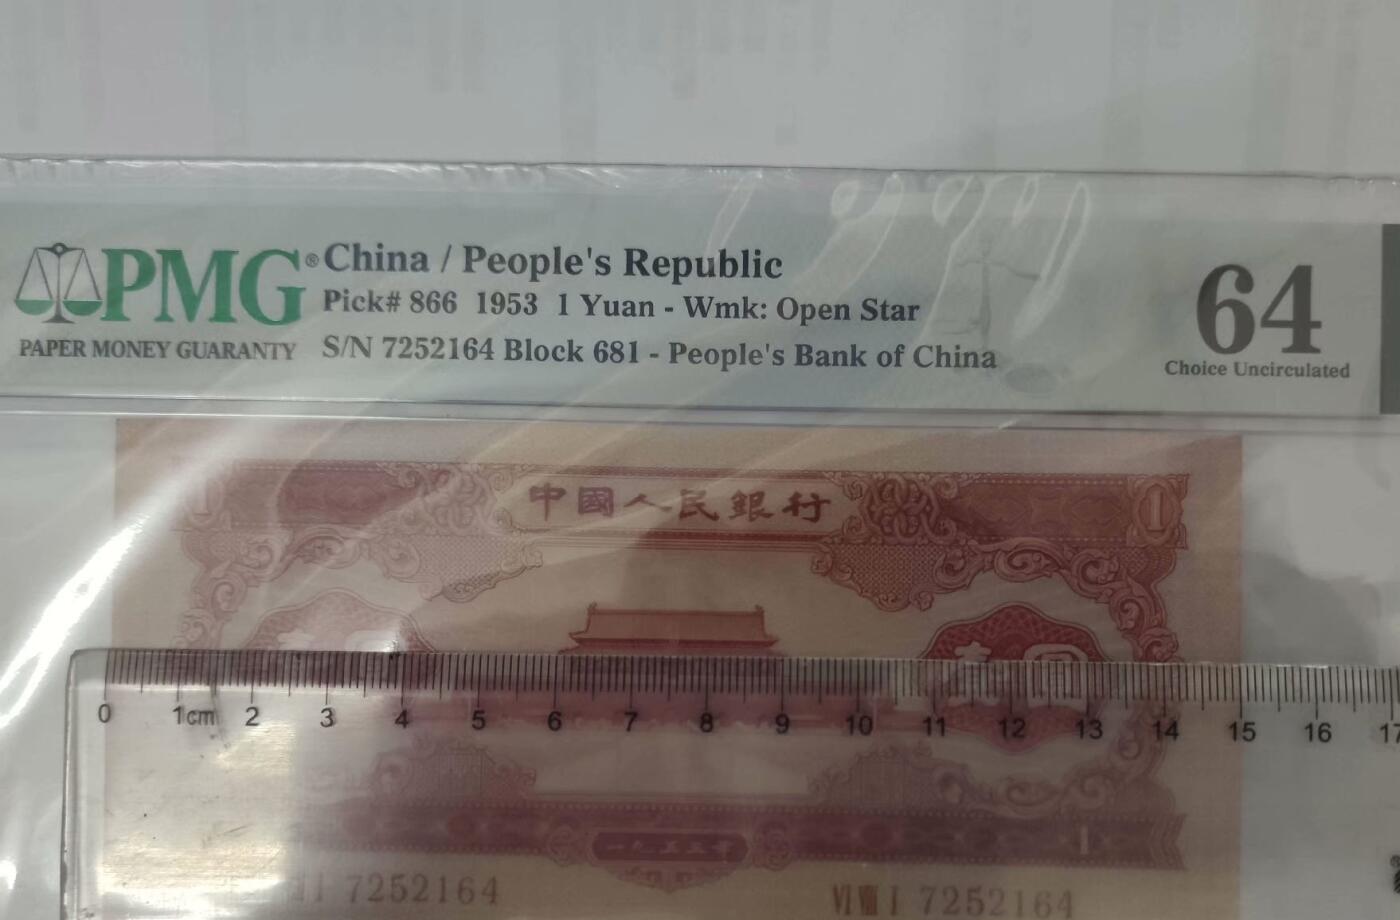 PMG®
PAPER MONEY GUARANTY
China / People's Republic
Pick# 866 1953 1 Yuan - Wmk: Open Star
S/N 7252164 Block 681 - People's Bank of China
64
Choice Uncirculated
中國人民銀行
1
0 1cm 2 3 4 5 6 7 8 9 10 11 12 13 14 15 16 17
1
一九五三年
I 7252164
VI VIII I 7252164